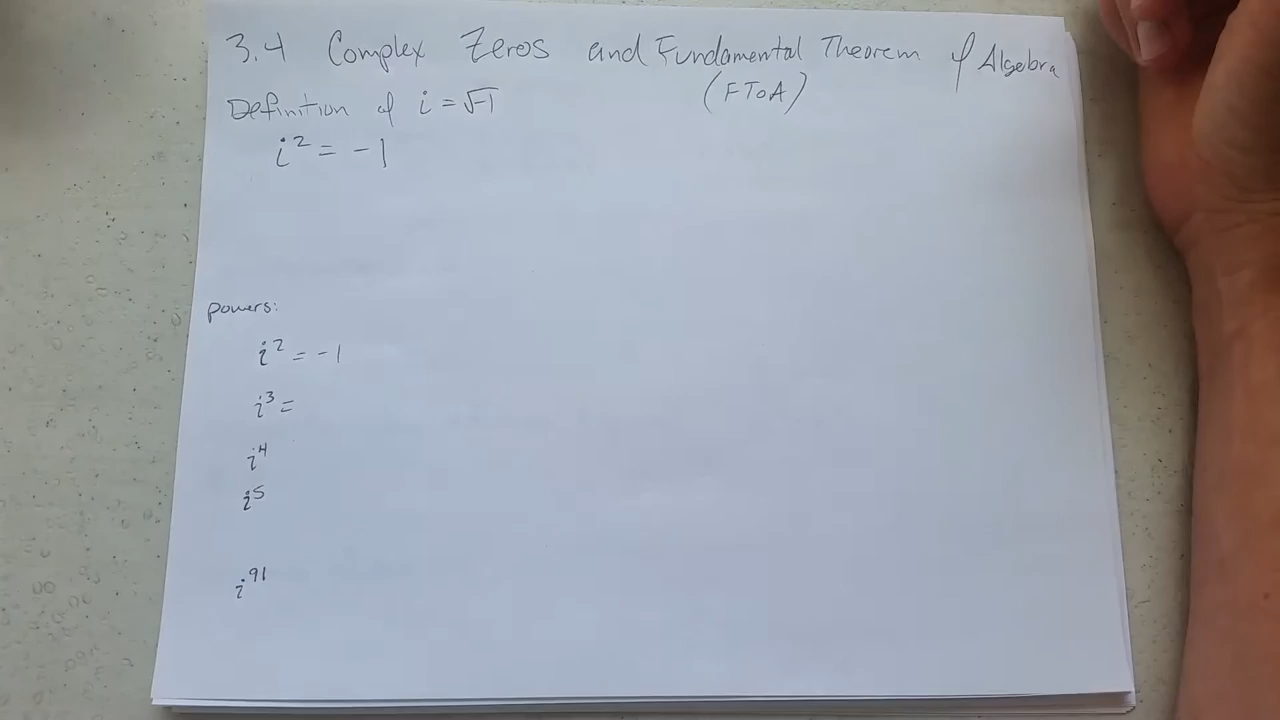 3.4 Complex Zeros and Fundamental Theorem of Algebra
(FToA)
Definition of i = √-1
i² = -1
powers:
i² = -1
i³ =
i⁴
i⁵
i⁹¹